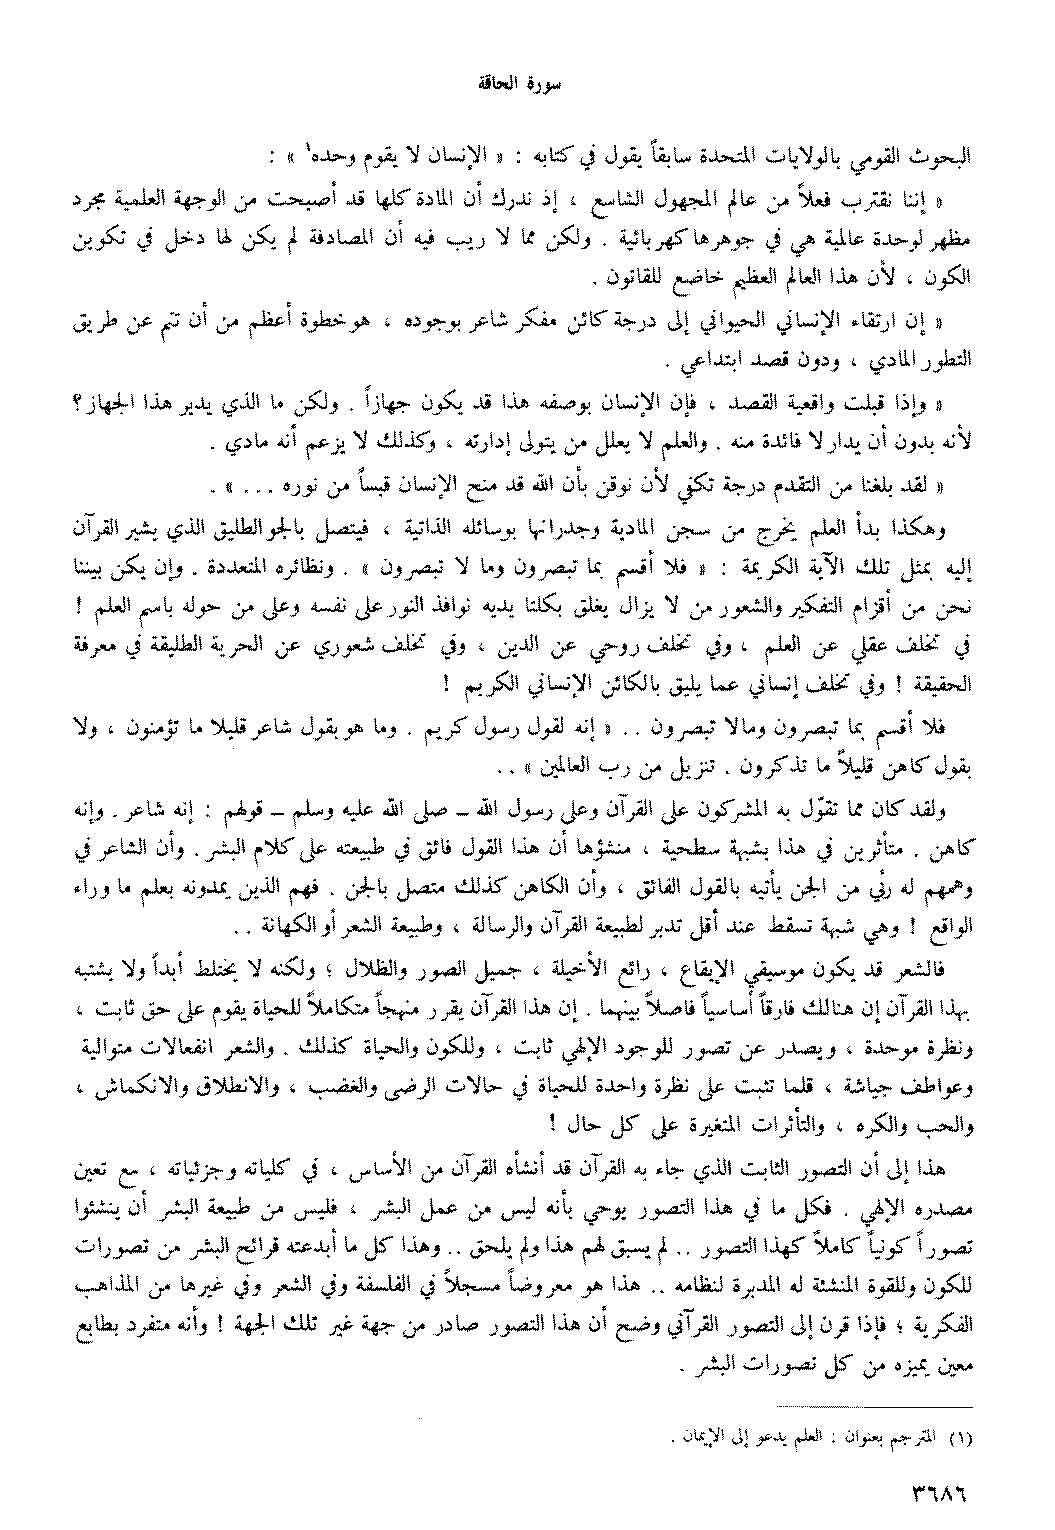 سورة الحاقة
البحوث القومي بالولايات المتحدة سابقاً يقول في كتابه : « الإنسان لا يقوم وحده١ » :
« إننا نقترب فعلاً من عالم المجهول الشاسع ، إذ ندرك أن المادة كلها قد أصبحت من الوجهة العلمية مجرد
مظهر لوحدة عالمية هي في جوهرها كهربائية . ولكن مما لا ريب فيه أن المصادفة لم يكن لها دخل في تكوين
الكون ، لأن هذا العالم العظيم خاضع للقانون .
« إن ارتقاء الإنساني الحيواني إلى درجة كائن مفكر شاعر بوجوده ، هو خطوة أعظم من أن تتم عن طريق
التطور المادي ، ودون قصد ابتداعي .
« وإذا قبلت واقعية القصد ، فإن الإنسان بوصفه هذا قد يكون جهازاً . ولكن ما الذي يدير هذا الجهاز؟
لأنه بدون أن يدار لا فائدة منه . والعلم لا يعلل من يتولى إدارته ، وكذلك لا يزعم أنه مادي .
« لقد بلغنا من التقدم درجة تكفي لأن نوقن بأن الله قد منح الإنسان قبساً من نوره ... » .
وهكذا بدأ العلم يخرج من سجن المادية وجدرانها بوسائله الذاتية ، فيتصل بالجو الطليق الذي يشير القرآن
إليه بمثل تلك الآية الكريمة : « فلا أقسم بما تبصرون وما لا تبصرون » . ونظائره المتعددة . وإن يكن بيننا
نحن من أقزام التفكير والشعور من لا يزال يغلق بكلتا يديه نوافذ النور على نفسه وعلى من حوله باسم العلم !
في تخلف عقلي عن العلم ، وفي تخلف روحي عن الدين ، وفي تخلف شعوري عن الحرية الطليقة في معرفة
الحقيقة ! وفي تخلف إنساني عما يليق بالكائن الإنساني الكريم !
فلا أقسم بما تبصرون ومالا تبصرون .. « إنه لقول رسول كريم . وما هو بقول شاعر قليلا ما تؤمنون ، ولا
بقول كاهن قليلاً ما تذكرون . تنزيل من رب العالمين » ..
ولقد كان مما تقوّل به المشركون على القرآن وعلى رسول الله – صلى الله عليه وسلم – قولهم : إنه شاعر . وإنه
كاهن . متأثرين في هذا بشبهة سطحية ، منشؤها أن هذا القول فائق في طبيعته على كلام البشر . وأن الشاعر في
وهمهم له رئي من الجن يأتيه بالقول الفائق ، وأن الكاهن كذلك متصل بالجن . فهم الذين يمدونه بعلم ما وراء
الواقع ! وهي شبهة تسقط عند أقل تدبر لطبيعة القرآن والرسالة ، وطبيعة الشعر أو الكهانة ..
فالشعر قد يكون موسيقي الإيقاع ، رائع الأخيلة ، جميل الصور والظلال ؛ ولكنه لا يختلط أبداً ولا يشتبه
بهذا القرآن إن هنالك فارقاً أساسياً فاصلاً بينهما . إن هذا القرآن يقرر منهجاً متكاملاً للحياة يقوم على حق ثابت ،
ونظرة موحدة ، ويصدر عن تصور للوجود الإلهي ثابت ، وللكون والحياة كذلك . والشعر انفعالات متوالية
وعواطف جياشة ، قلما تثبت على نظرة واحدة للحياة في حالات الرضى والغضب ، والانطلاق والانكماش ،
والحب والكره ، والتأثرات المتغيرة على كل حال !
هذا إلى أن التصور الثابت الذي جاء به القرآن قد أنشأه القرآن من الأساس ، في كلياته وجزئياته ، مع تعين
مصدره الإلهي . فكل ما في هذا التصور يوحي بأنه ليس من عمل البشر ، فليس من طبيعة البشر أن ينشئوا
تصوراً كونياً كاملاً كهذا التصور .. لم يسبق لهم هذا ولم يلحق .. وهذا كل ما أبدعته قرائح البشر من تصورات
للكون وللقوة المنشئة له المدبرة لنظامه .. هذا هو معروضاً مسجلاً في الفلسفة وفي الشعر وفي غيرها من المذاهب
الفكرية ؛ فإذا قرن إلى التصور القرآني وضح أن هذا التصور صادر من جهة غير تلك الجهة ! وأنه متفرد بطابع
معين يميزه من كل تصورات البشر .
(١) المترجم بعنوان : العلم يدعو إلى الإيمان .
٣٦٨٦